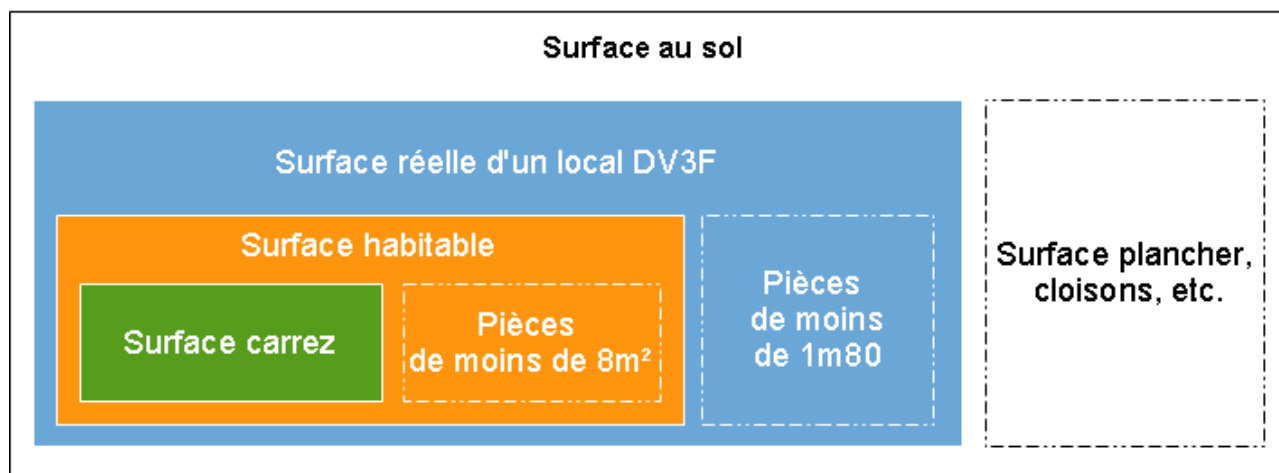 Surface au sol
Surface réelle d'un local DV3F
Surface habitable
Surface carrez
Pièces
de moins de 8m²
Pièces
de moins
de 1m80
Surface plancher,
cloisons, etc.